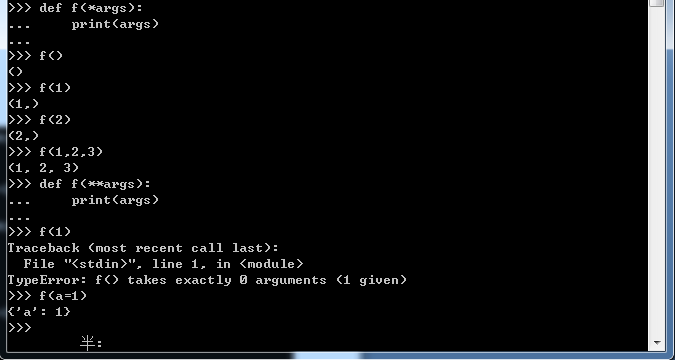 >>> def f(*args):
...     print(args)
...
>>> f()
()
>>> f(1)
(1,)
>>> f(2)
(2,)
>>> f(1,2,3)
(1, 2, 3)
>>> def f(**args):
...     print(args)
...
>>> f(1)
Traceback (most recent call last):
  File "<stdin>", line 1, in <module>
TypeError: f() takes exactly 0 arguments (1 given)
>>> f(a=1)
{'a': 1}
>>>
半: